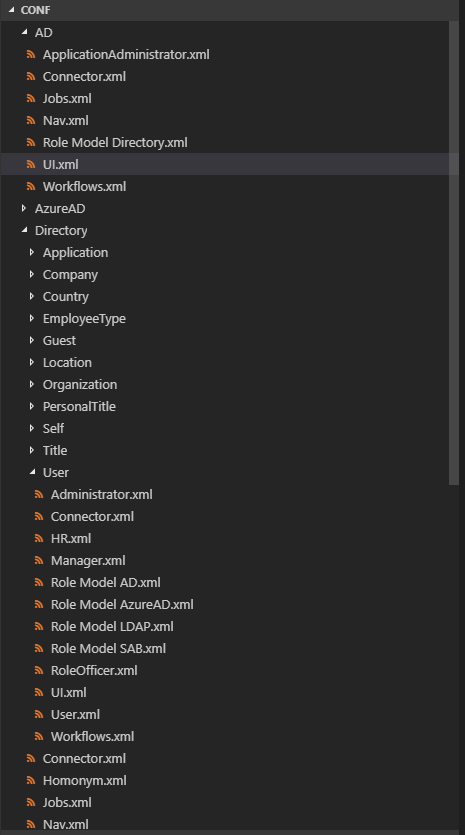 CONF
AD
ApplicationAdministrator.xml
Connector.xml
Jobs.xml
Nav.xml
Role Model Directory.xml
UI.xml
Workflows.xml
AzureAD
Directory
Application
Company
Country
EmployeeType
Guest
Location
Organization
PersonalTitle
Self
Title
User
Administrator.xml
Connector.xml
HR.xml
Manager.xml
Role Model AD.xml
Role Model AzureAD.xml
Role Model LDAP.xml
Role Model SAB.xml
RoleOfficer.xml
UI.xml
User.xml
Workflows.xml
Connector.xml
Homonym.xml
Jobs.xml
Nav.xml